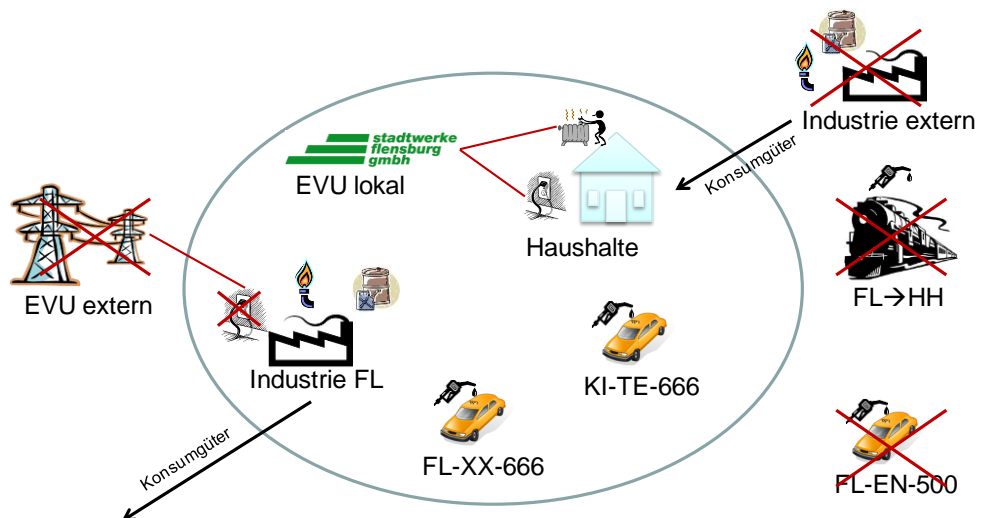 Industrie extern
stadtwerke
flensburg
gmbh
EVU lokal
Konsumgüter
Haushalte
EVU extern
FL→HH
Industrie FL
KI-TE-666
Konsumgüter
FL-XX-666
FL-EN-500